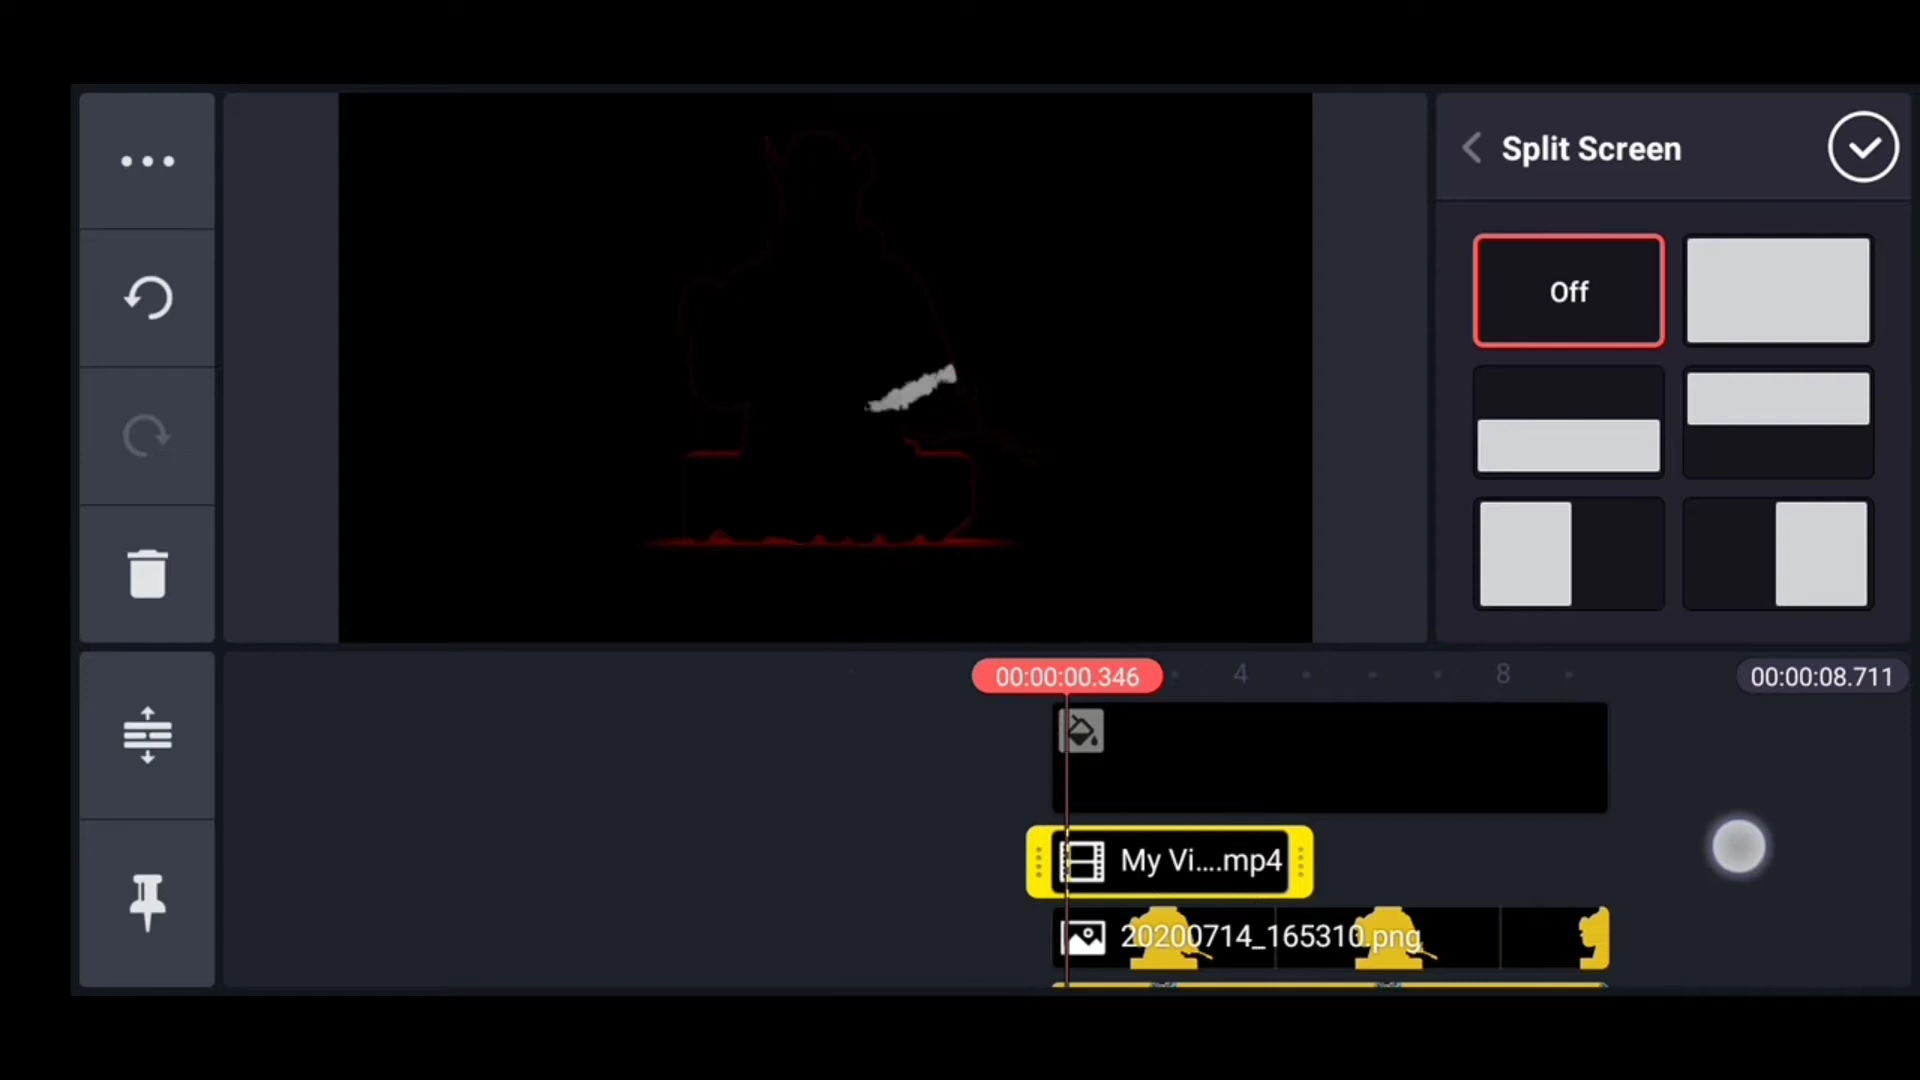 Split Screen
Off
00:00:00.346
4
8
00:00:08.711
My Vi....mp4
20200714_165310.png